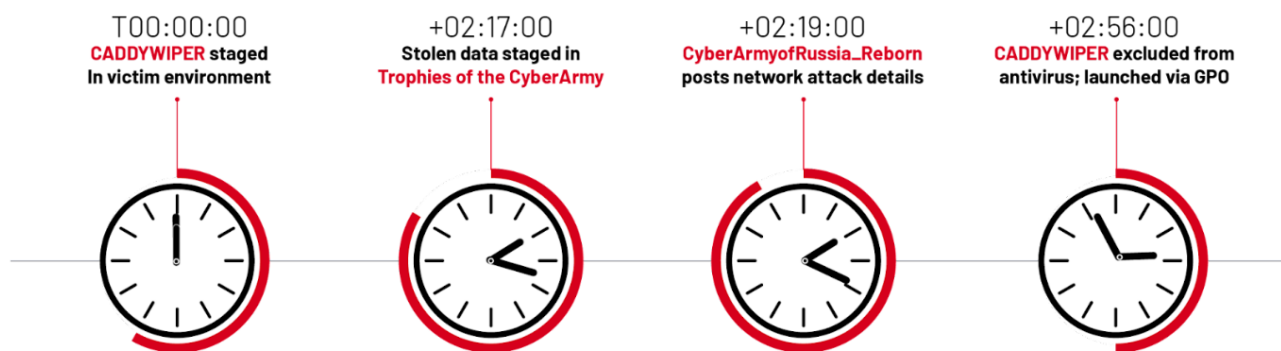 T00:00:00
CADDYWIPER staged
In victim environment
+02:17:00
Stolen data staged in
Trophies of the CyberArmy
+02:19:00
CyberArmyofRussia_Reborn
posts network attack details
+02:56:00
CADDYWIPER excluded from
antivirus; launched via GPO